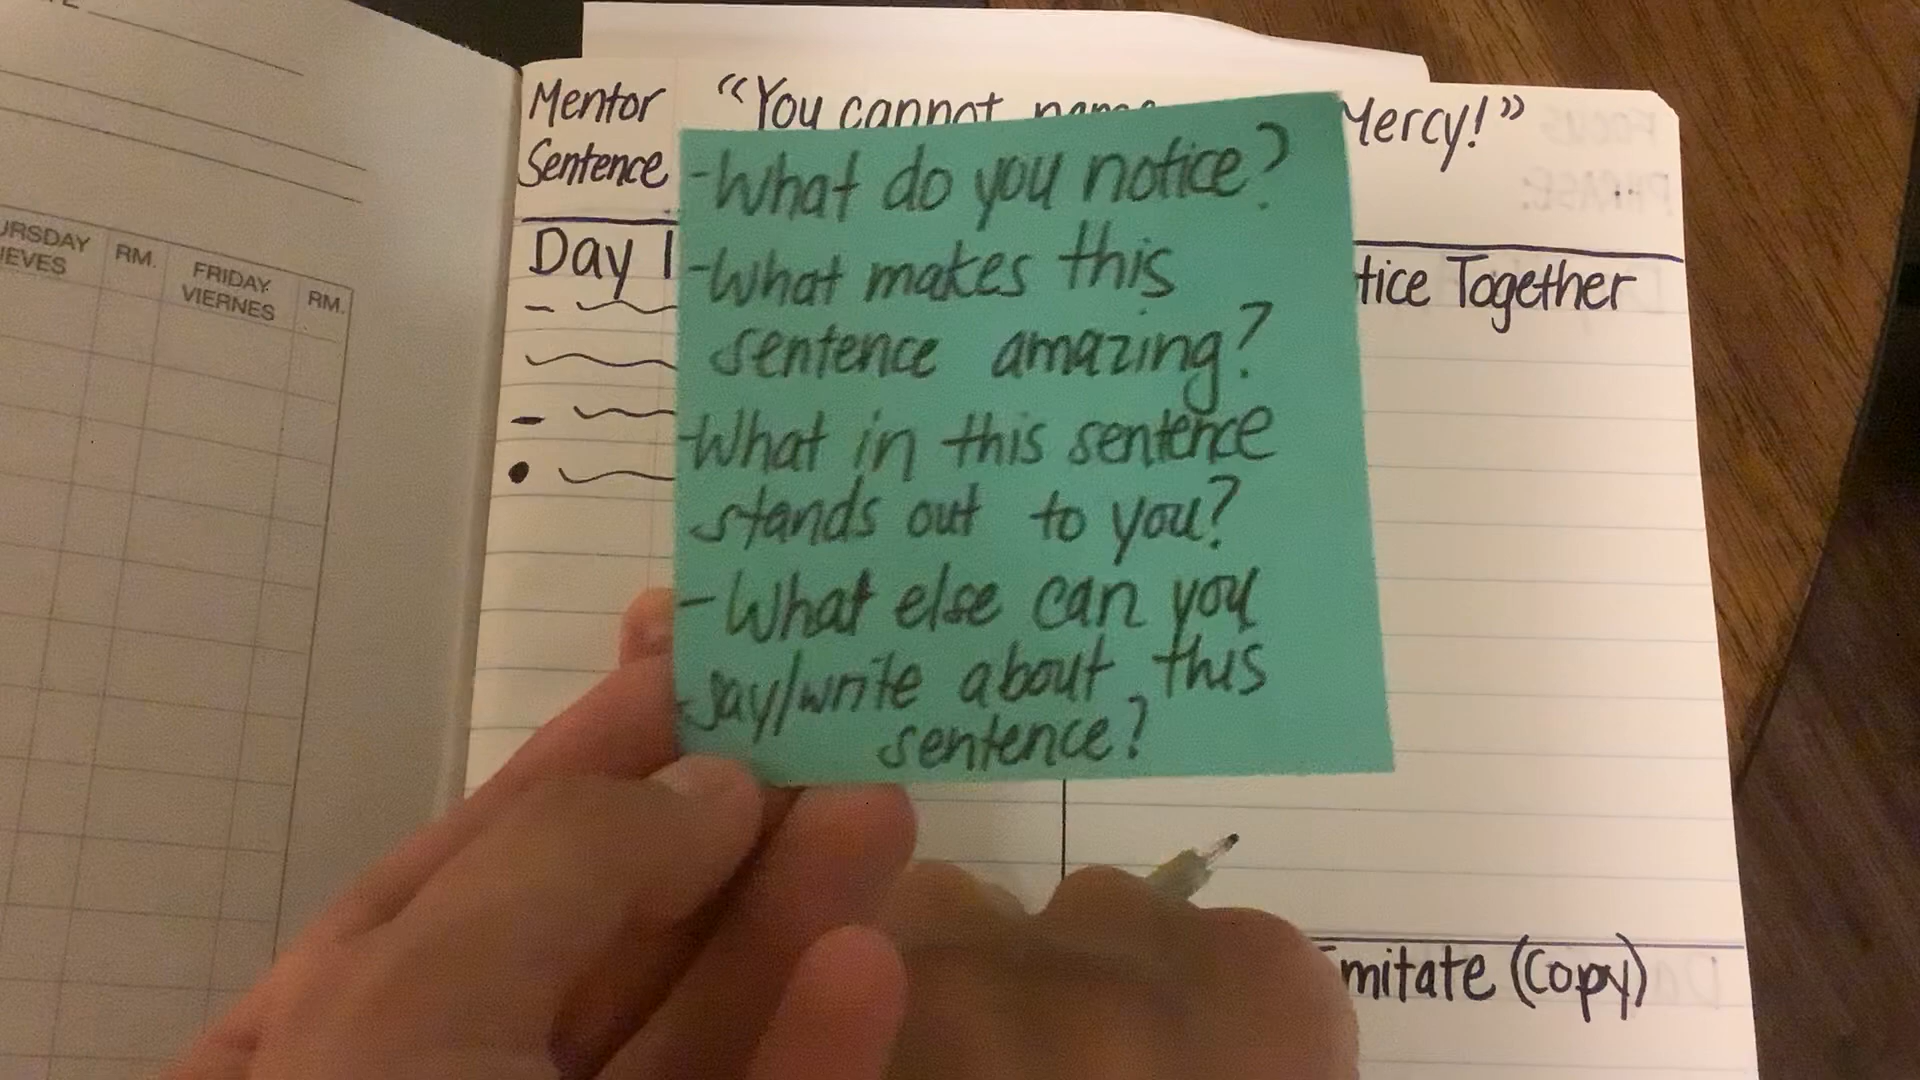 URSDAY
IEVES
RM.
FRIDAY
VIERNES
RM.
Mentor
Sentence
"You cannot
Mercy!"
Day 1
tice Together
-What do you notice?
-What makes this
sentence amazing?
-What in this sentence
stands out to you?
-What else can you
say/write about this
sentence?
mitate (Copy)
FOCUS
PHRASE: